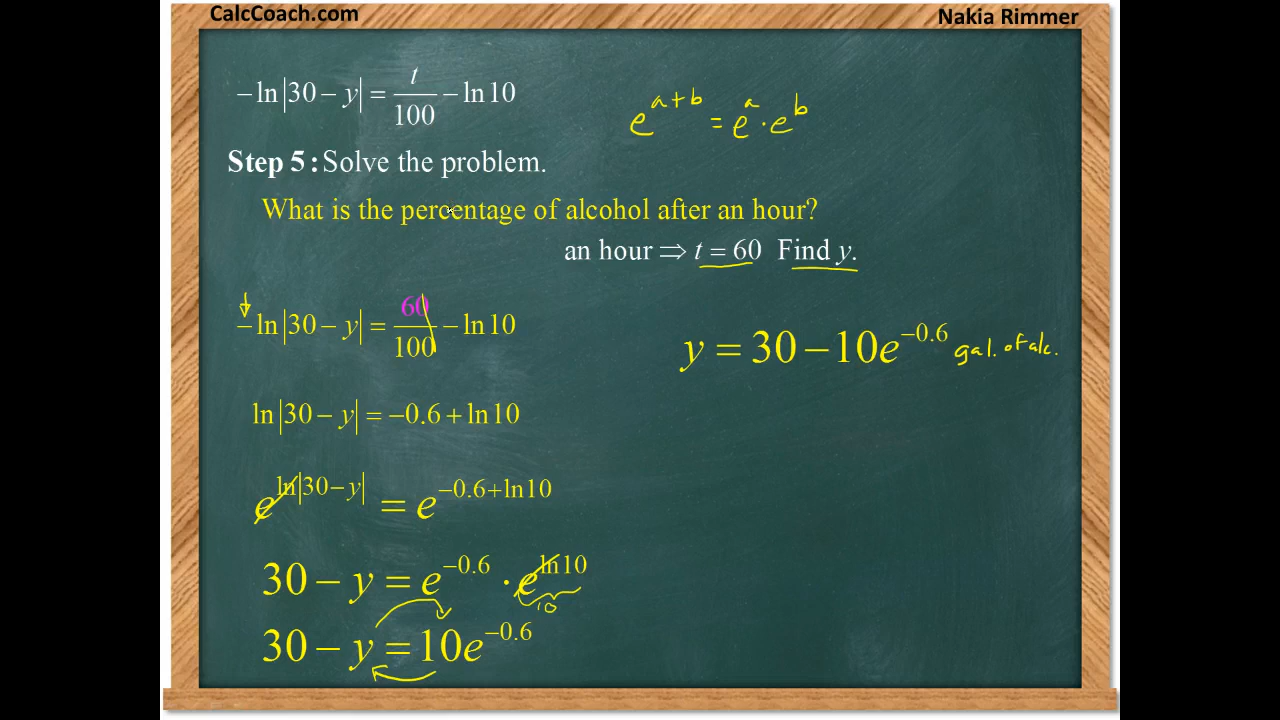 CalcCoach.com
Nakia Rimmer
−ln|30 − y| = t/100 − ln10
e^(a+b) = e^a · e^b
Step 5: Solve the problem.
What is the percentage of alcohol after an hour?
an hour ⇒ t = 60 Find y.
−ln|30 − y| = 60/100 − ln10
y = 30 − 10e^(−0.6) gal. of alc.
ln|30 − y| = −0.6 + ln10
e^(ln|30 − y|) = e^(−0.6+ln10)
30 − y = e^(−0.6) · e^(ln10)
10
30 − y = 10e^(−0.6)